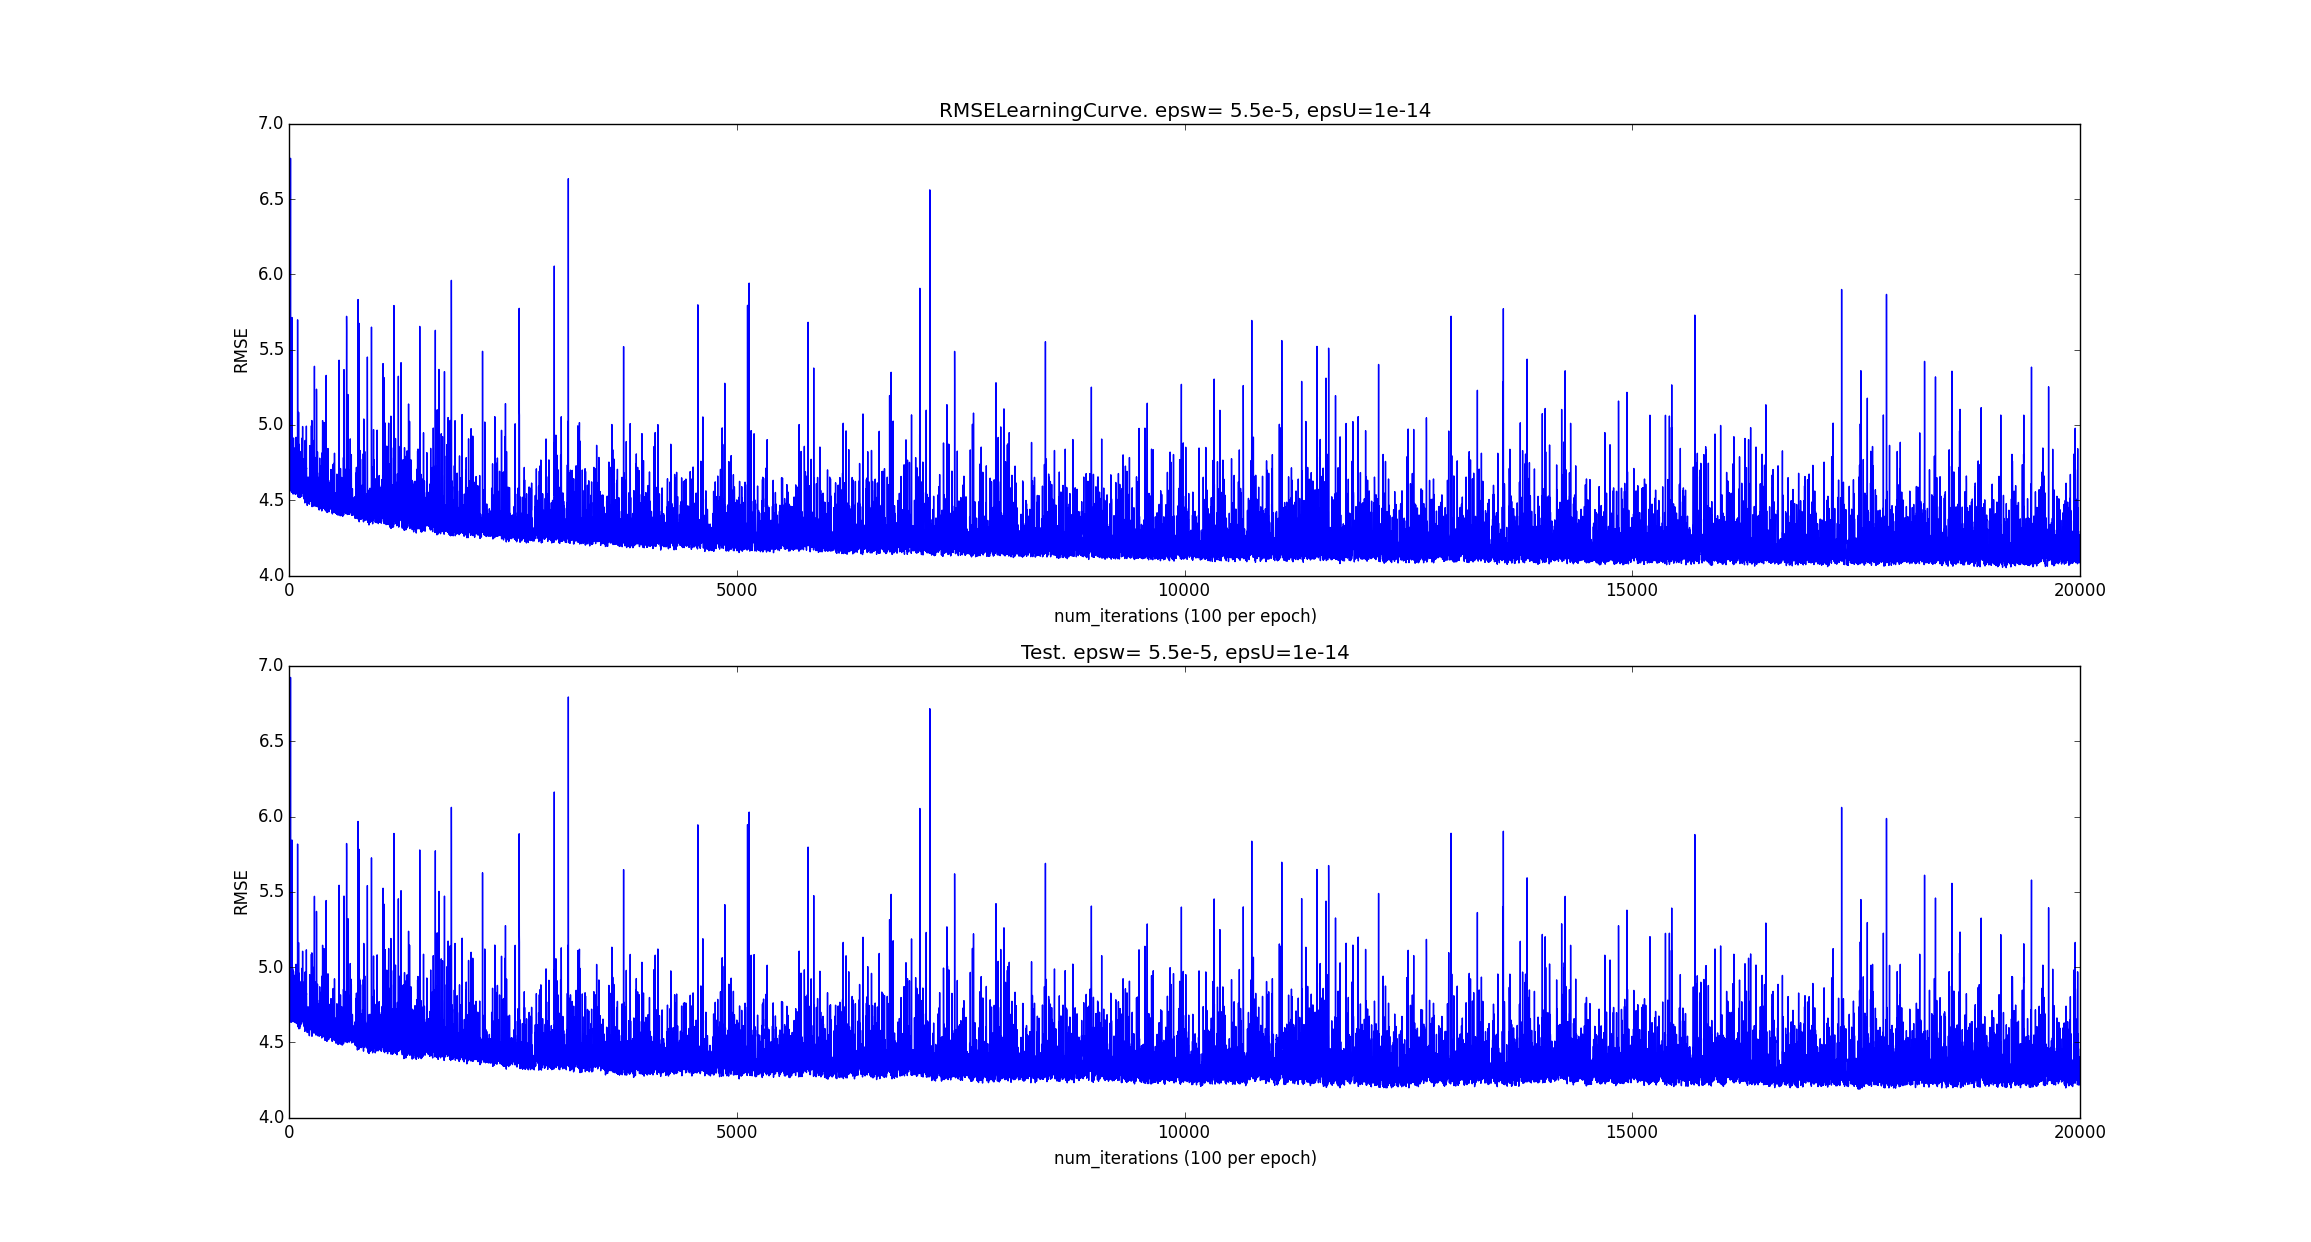 RMSELearningCurve. epsw= 5.5e-5, epsU=1e-14
7.0
6.5
6.0
5.5
5.0
4.5
4.0
RMSE
0 5000 10000 15000 20000
num_iterations (100 per epoch)
Test. epsw= 5.5e-5, epsU=1e-14
7.0
6.5
6.0
5.5
5.0
4.5
4.0
RMSE
0 5000 10000 15000 20000
num_iterations (100 per epoch)